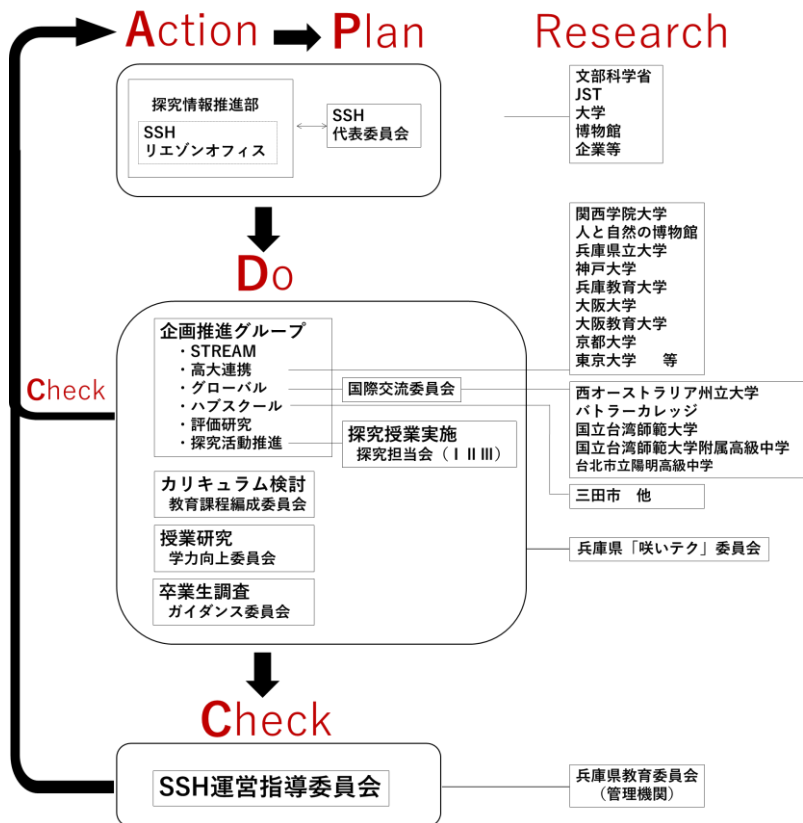 Action
Plan
Research
探究情報推進部
SSH
リエゾンオフィス
SSH
代表委員会
文部科学省
JST
大学
博物館
企業等
Do
企画推進グループ
・STREAM
・高大連携
・グローバル
・ハブスクール
・評価研究
・探究活動推進
国際交流委員会
探究授業実施
探究担当会（ⅠⅡⅢ）
カリキュラム検討
教育課程編成委員会
授業研究
学力向上委員会
卒業生調査
ガイダンス委員会
関西学院大学
人と自然の博物館
兵庫県立大学
神戸大学
兵庫教育大学
大阪大学
大阪教育大学
京都大学
東京大学　等
西オーストラリア州立大学
パトラーカレッジ
国立台湾師範大学
国立台湾師範大学附属高級中学
台北市立陽明高級中学
三田市　他
兵庫県「咲いテク」委員会
Check
Check
SSH運営指導委員会
兵庫県教育委員会
（管理機関）